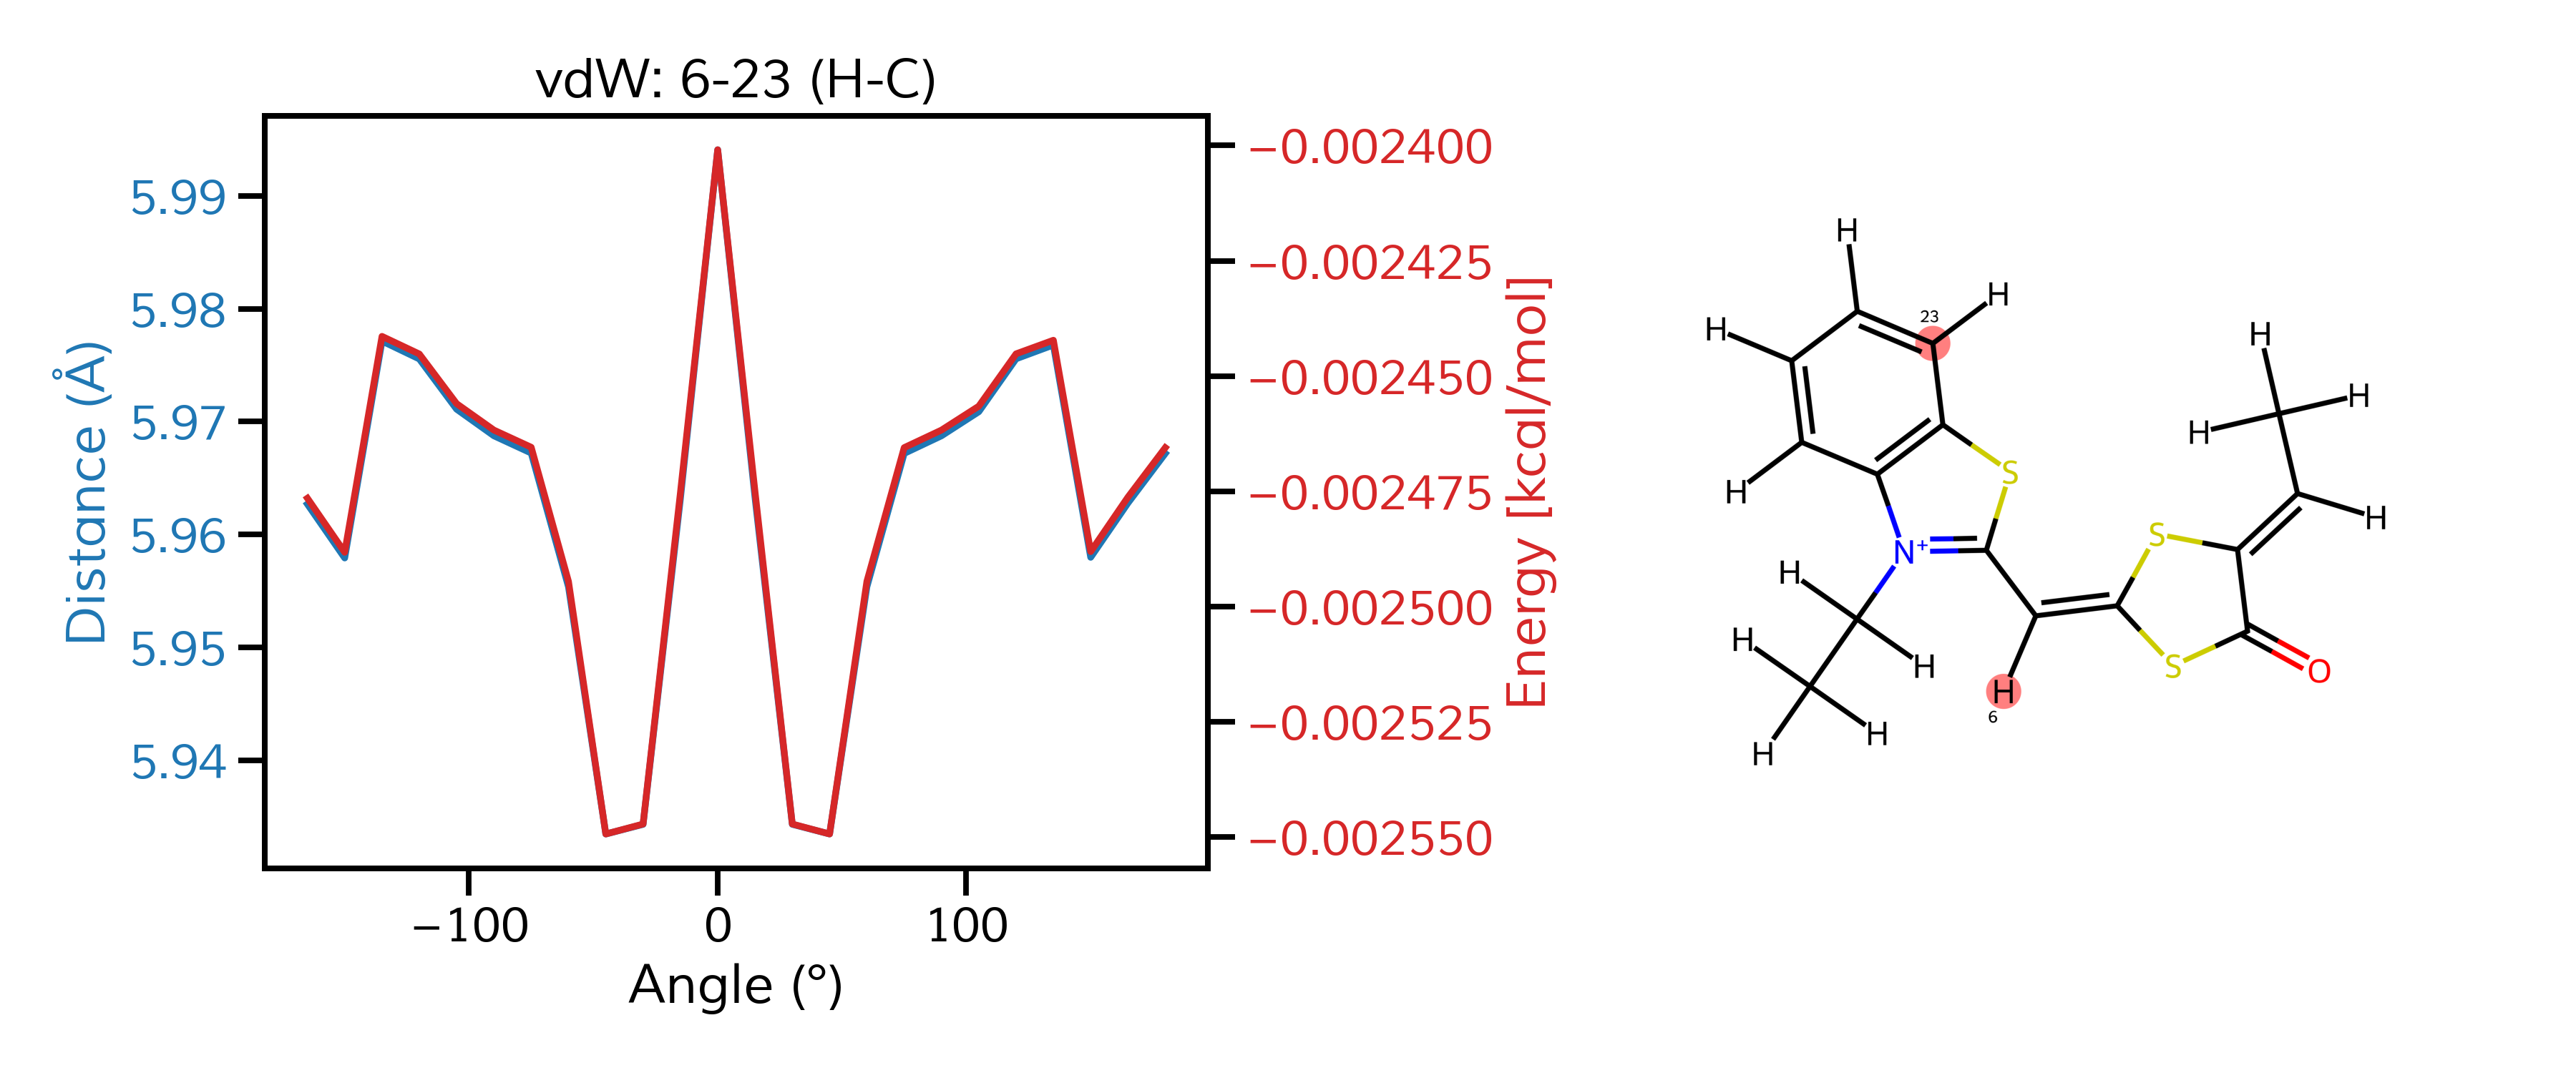 vdW: 6-23 (H-C)
5.99
5.98
5.97
5.96
5.95
5.94
Distance (Å)
−100
0
100
Angle (°)
−0.002400
−0.002425
−0.002450
−0.002475
−0.002500
−0.002525
−0.002550
Energy [kcal/mol]
H
H
23
H
H
H
H
H
S
H
H
S
N+
H
H
H
S
O
H
6
H
H